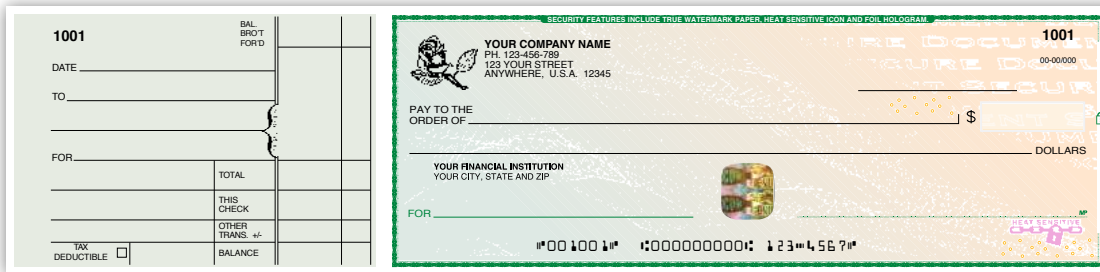 1001
BAL.
BRO'T
FOR'D
DATE
TO
FOR
TOTAL
THIS
CHECK
OTHER
TRANS. +/-
TAX
DEDUCTIBLE
BALANCE
SECURITY FEATURES INCLUDE TRUE WATERMARK PAPER, HEAT SENSITIVE ICON AND FOIL HOLOGRAM.
YOUR COMPANY NAME
PH. 123-456-789
123 YOUR STREET
ANYWHERE, U.S.A. 12345
1001
00-00/000
PAY TO THE
ORDER OF
$
DOLLARS
YOUR FINANCIAL INSTITUTION
YOUR CITY, STATE AND ZIP
FOR
MP
HEAT SENSITIVE
⑈001001⑈ ⑆000000000⑆ 123⑉4567⑈